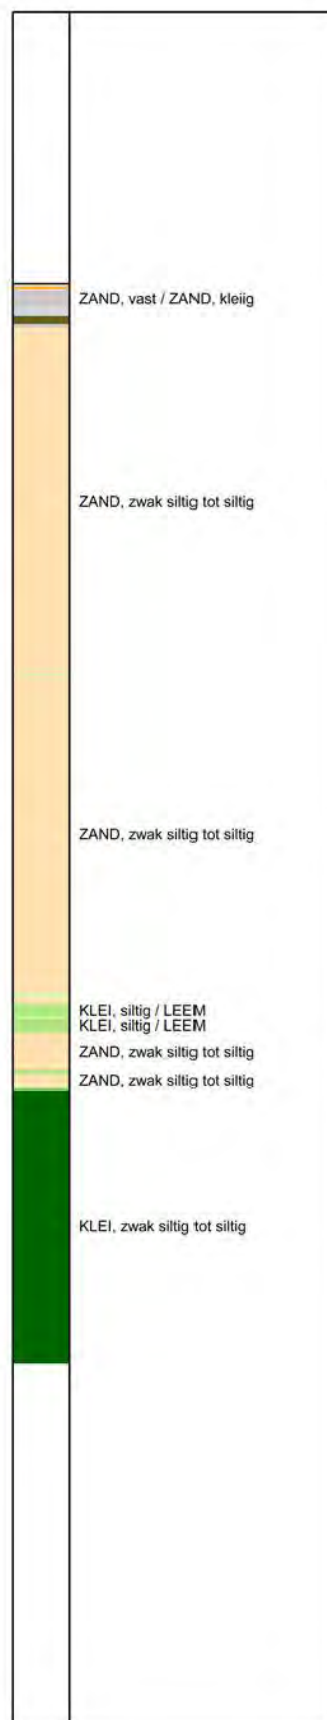 ZAND, vast / ZAND, kleiig
ZAND, zwak siltig tot siltig
ZAND, zwak siltig tot siltig
KLEI, siltig / LEEM
KLEI, siltig / LEEM
ZAND, zwak siltig tot siltig
ZAND, zwak siltig tot siltig
KLEI, zwak siltig tot siltig